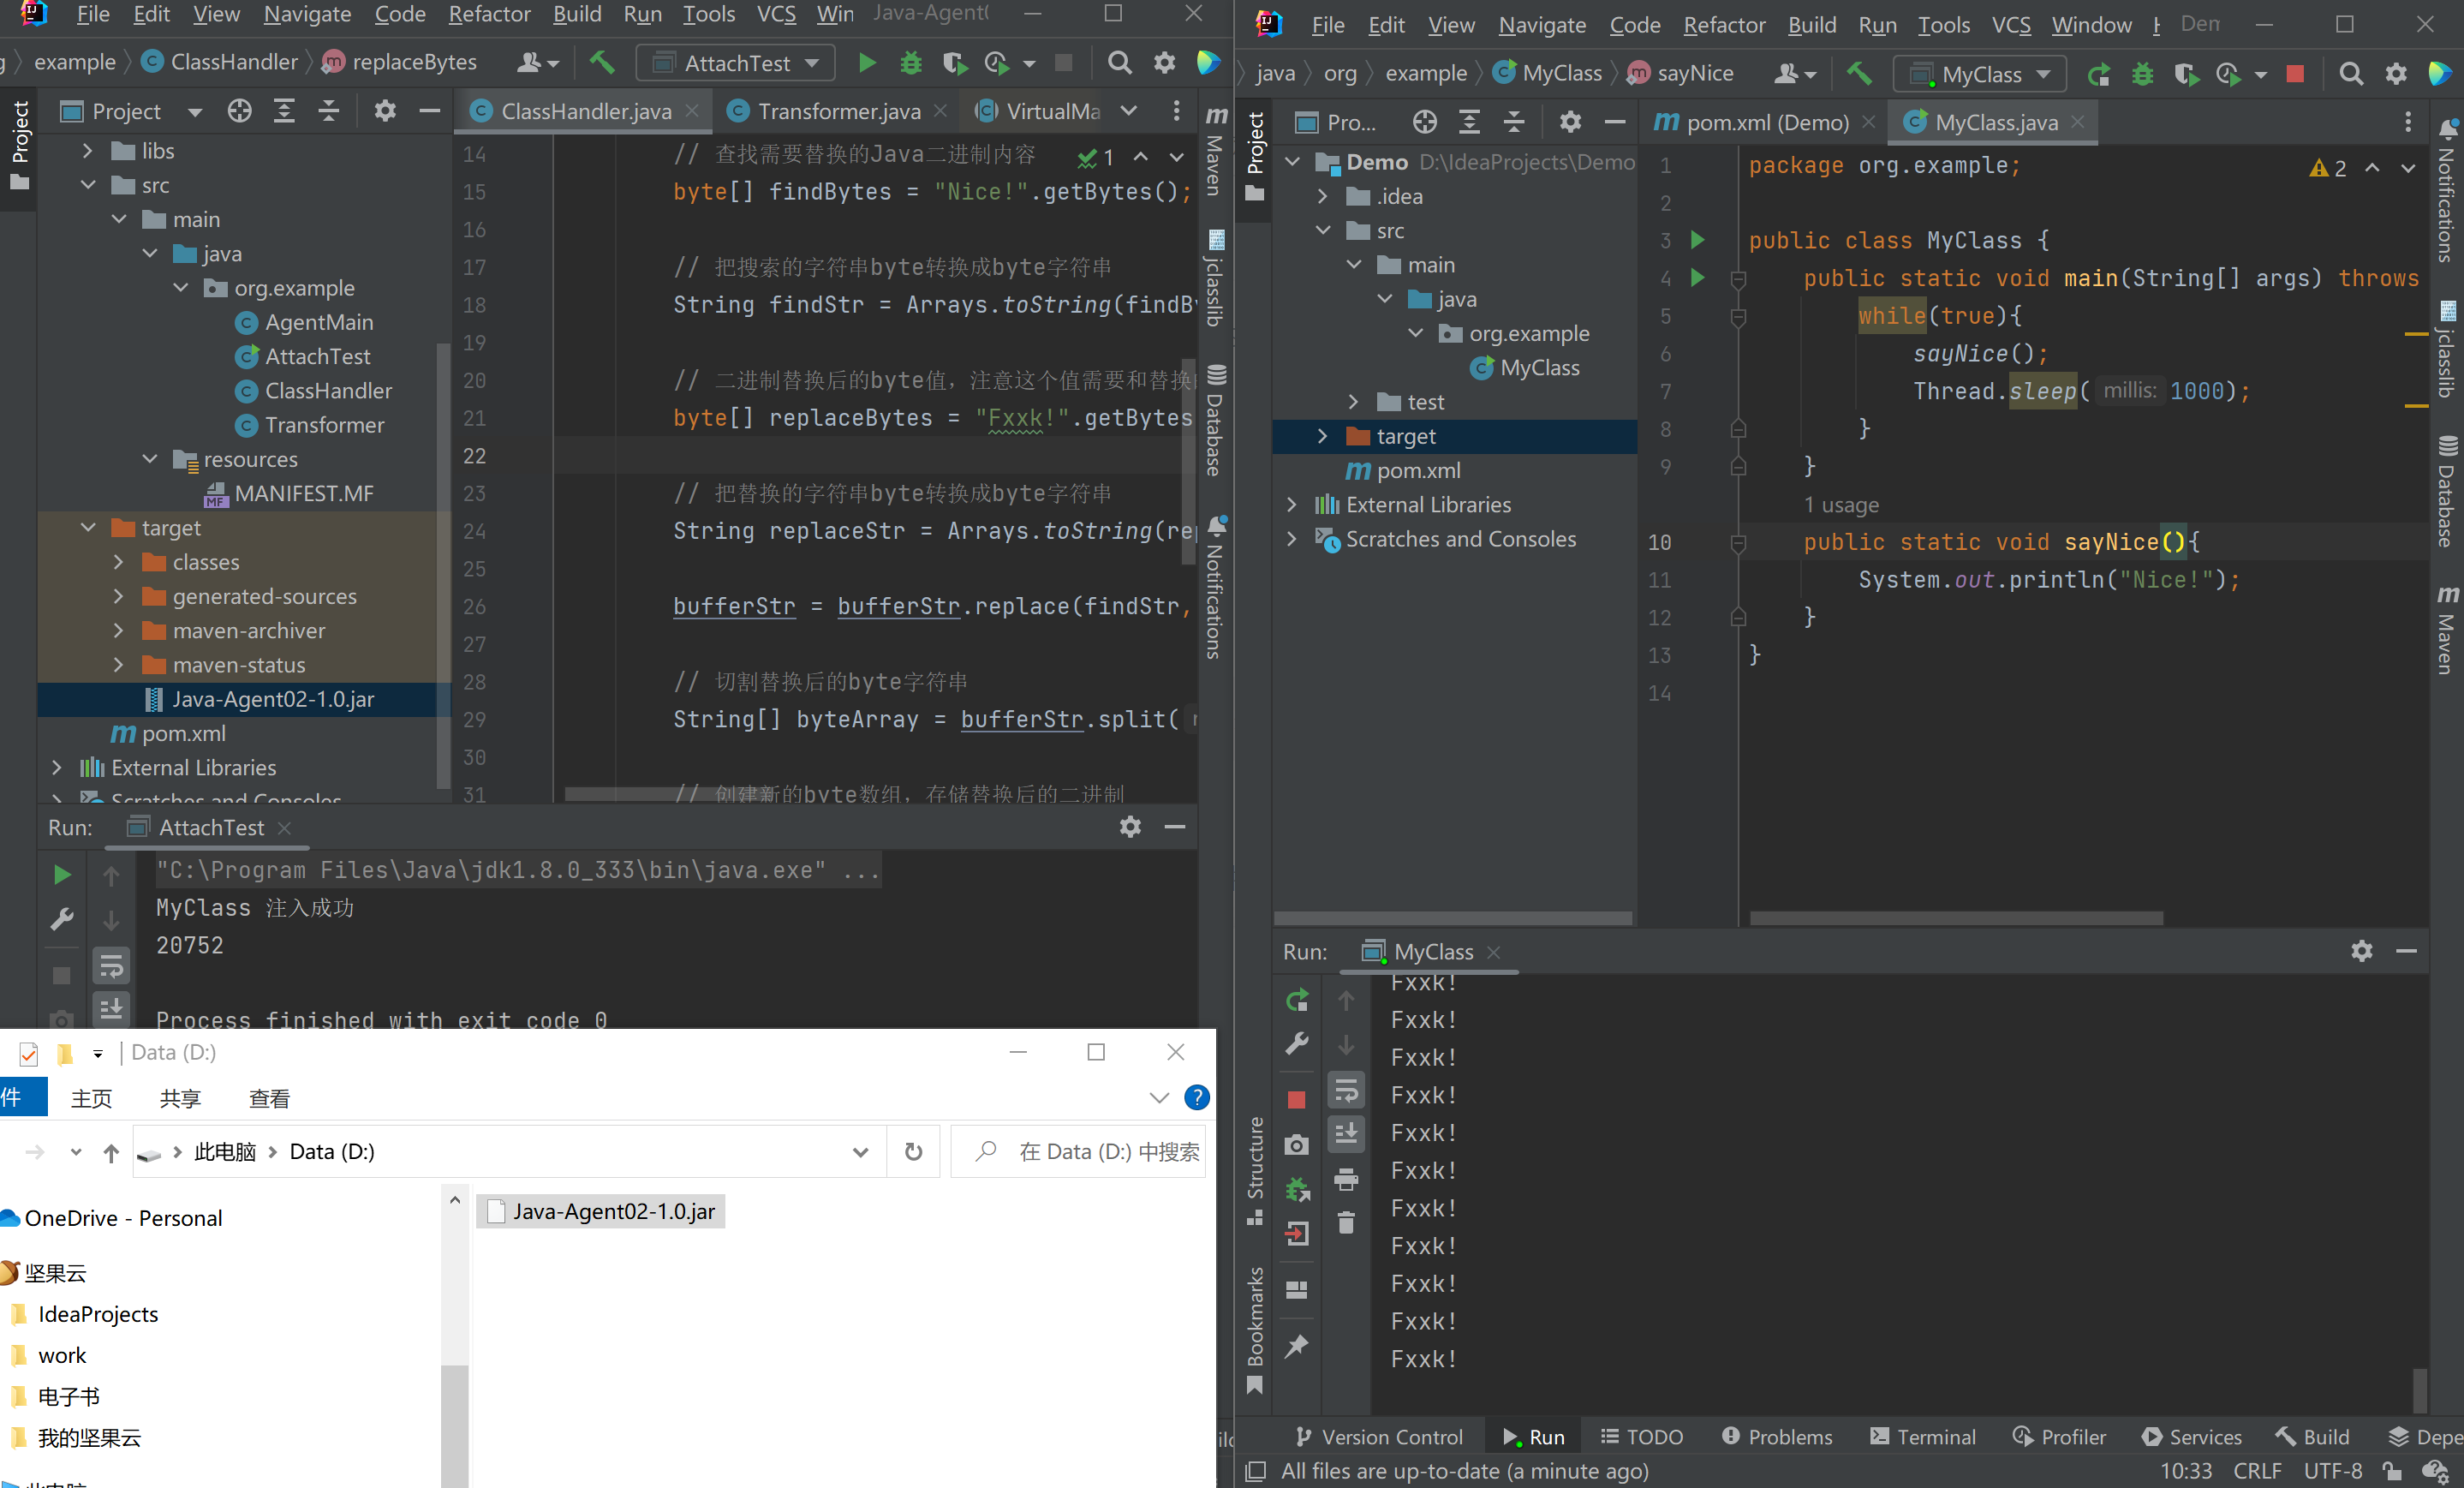 File Edit View Navigate Code Refactor Build Run Tools VCS Win Java-Agent(
example ClassHandler replaceBytes AttachTest
Project
ClassHandler.java Transformer.java VirtualMa
libs
src
main
java
org.example
AgentMain
AttachTest
ClassHandler
Transformer
resources
MANIFEST.MF
target
classes
generated-sources
maven-archiver
maven-status
Java-Agent02-1.0.jar
pom.xml
External Libraries
Scratches and Consoles
Project
1
14 // 查找需要替换的Java二进制内容
15 byte[] findBytes = "Nice!".getBytes();
16
17 // 把搜索的字符串byte转换成byte字符串
18 String findStr = Arrays.toString(findBy
19
20 // 二进制替换后的byte值，注意这个值需要和替换
21 byte[] replaceBytes = "Fxxk!".getBytes
22
23 // 把替换的字符串byte转换成byte字符串
24 String replaceStr = Arrays.toString(rep
25
26 bufferStr = bufferStr.replace(findStr,
27
28 // 切割替换后的byte字符串
29 String[] byteArray = bufferStr.split(
30
31 // 创建新的byte数组，存储替换后的二进制
Maven
jclasslib
Database
Notifications
Run: AttachTest
"C:\Program Files\Java\jdk1.8.0_333\bin\java.exe" ...
MyClass 注入成功
20752
Process finished with exit code 0
Data (D:)
件 主页 共享 查看
此电脑 Data (D:) 在 Data (D:) 中搜索
OneDrive - Personal
坚果云
IdeaProjects
work
电子书
我的坚果云
此电脑
Java-Agent02-1.0.jar
File Edit View Navigate Code Refactor Build Run Tools VCS Window Dem
java org example MyClass sayNice MyClass
Project
Pro...
pom.xml (Demo) MyClass.java
Demo D:\IdeaProjects\Demo
.idea
src
main
java
org.example
MyClass
test
target
pom.xml
External Libraries
Scratches and Consoles
2
1 package org.example;
2
3 public class MyClass {
4 public static void main(String[] args) throws
5 while(true){
6 sayNice();
7 Thread.sleep( millis: 1000);
8 }
9 }
1 usage
10 public static void sayNice(){
11 System.out.println("Nice!");
12 }
13 }
14
Notifications
jclasslib
Database
Maven
Run: MyClass
Fxxk!
Fxxk!
Fxxk!
Fxxk!
Fxxk!
Fxxk!
Fxxk!
Fxxk!
Fxxk!
Fxxk!
Fxxk!
Structure
Bookmarks
Version Control Run TODO Problems Terminal Profiler Services Build Depe
All files are up-to-date (a minute ago) 10:33 CRLF UTF-8